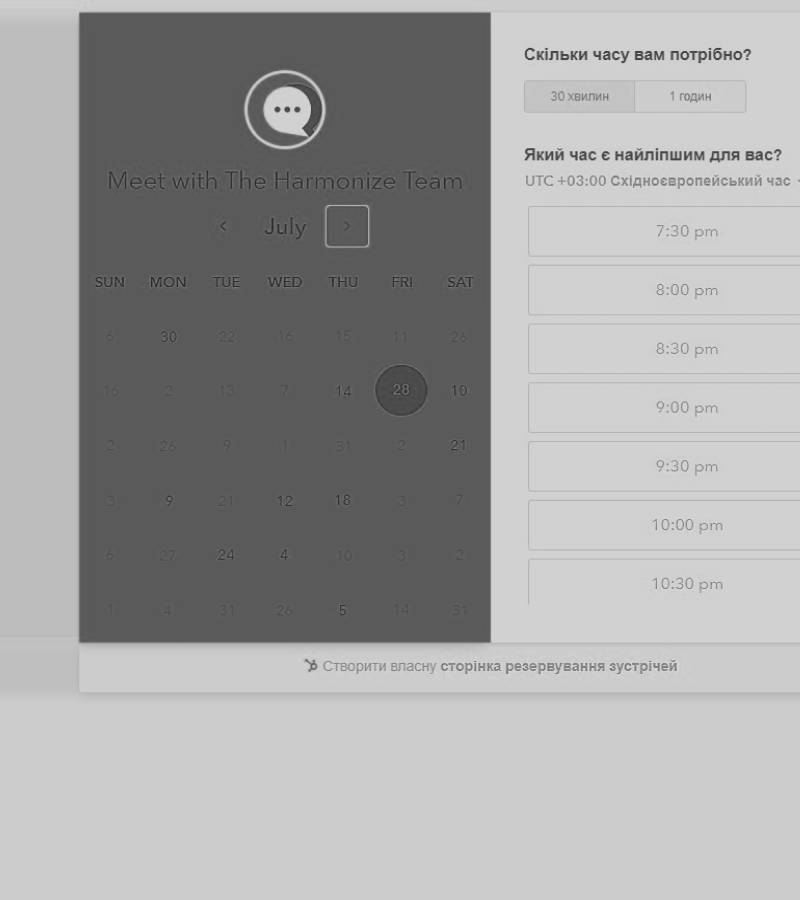 Meet with The Harmonize Team
July
SUN MON TUE WED THU FRI SAT
6 30 22 16 15 11 26
16 2 13 7 14 28 10
2 26 9 1 31 2 21
3 9 21 12 18 3 7
6 27 24 4 10 3 2
1 4 31 26 5 14 31
Скільки часу вам потрібно?
30 хвилин 1 годин
Який час є найліпшим для вас?
UTC +03:00 Східноєвропейський час
7:30 pm
8:00 pm
8:30 pm
9:00 pm
9:30 pm
10:00 pm
10:30 pm
Створити власну сторінка резервування зустрічей